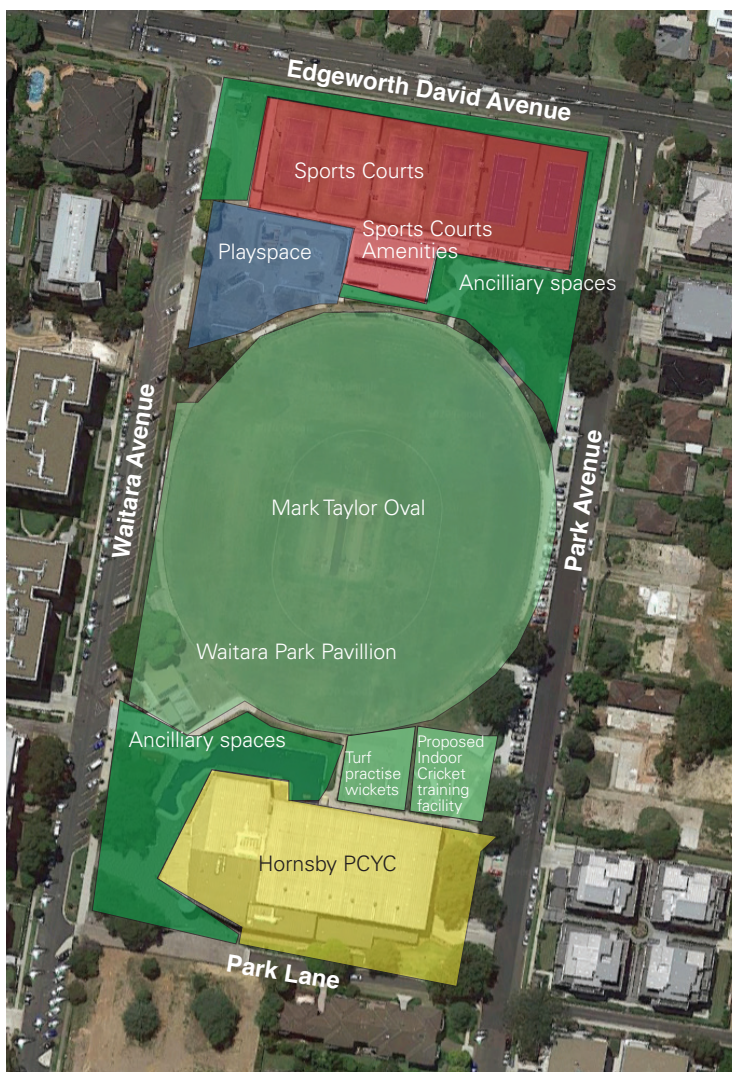 Edgeworth David Avenue
Sports Courts
Sports Courts
Amenities
Playspace
Ancilliary spaces
Waitara Avenue
Mark Taylor Oval
Park Avenue
Waitara Park Pavillion
Ancilliary spaces
Turf
practise
wickets
Proposed
Indoor
Cricket
training
facility
Hornsby PCYC
Park Lane